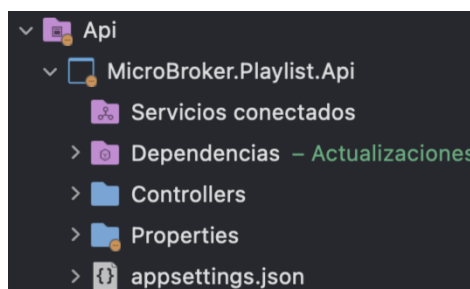 Api
MicroBroker.Playlist.Api
Servicios conectados
Dependencias – Actualizaciones
Controllers
Properties
appsettings.json